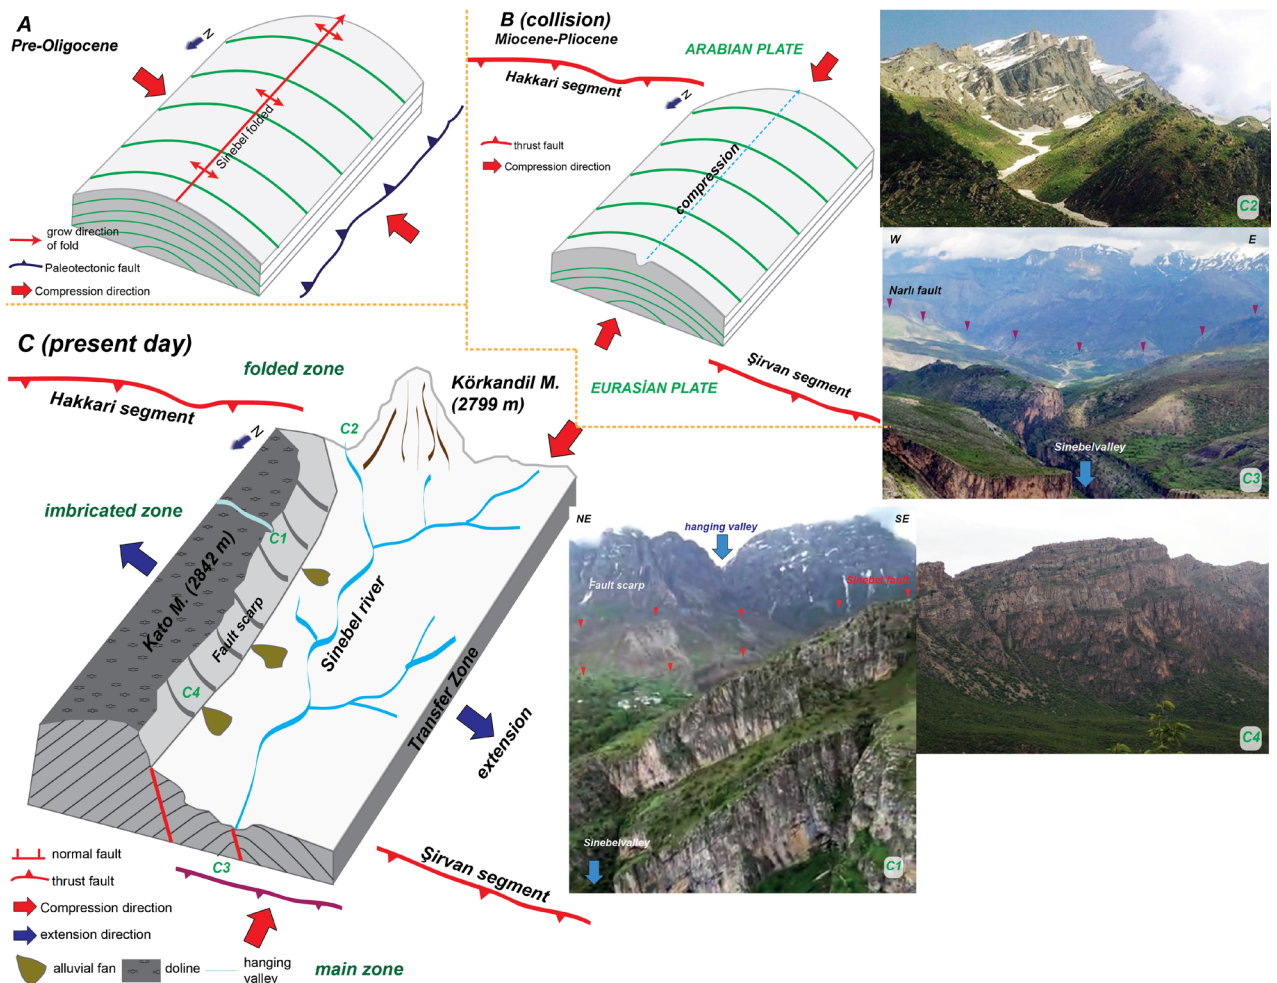 A
Pre-Oligocene
N
Sinebel folded
grow direction
of fold
Paleotectonic fault
Compression direction
B (collision)
Miocene-Pliocene
ARABIAN PLATE
Hakkari segment
N
thrust fault
Compression direction
compression
EURASİAN PLATE
Şirvan segment
C2
W
E
Narlı fault
Sinebelvalley
C3
C (present day)
folded zone
Hakkari segment
Körkandil M.
(2799 m)
N
C2
imbricated zone
C1
Kato M. (2842 m)
Fault scarp
Sinebel river
C4
Transfer Zone
extension
C3
Şirvan segment
normal fault
thrust fault
Compression direction
extension direction
alluvial fan
doline
hanging
valley
main zone
NE
SE
hanging valley
Fault scarp
Sinebel fault
Sinebelvalley
C1
C4